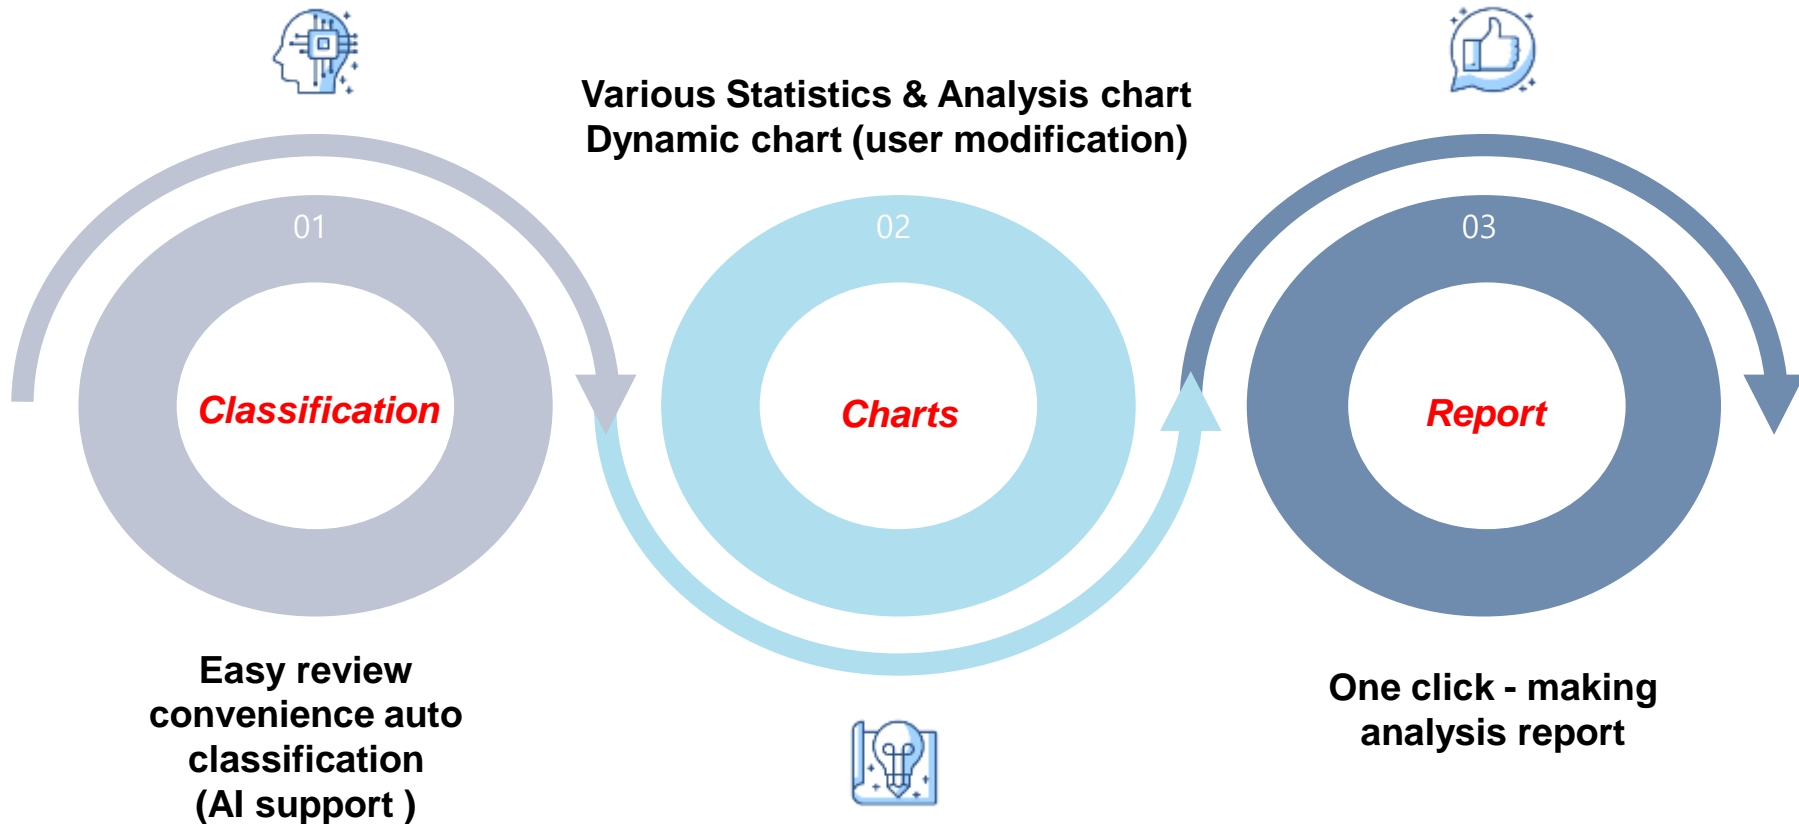 01
Classification
Easy review
convenience auto
classification
(AI support )
Various Statistics & Analysis chart
Dynamic chart (user modification)
02
Charts
03
Report
One click - making
analysis report